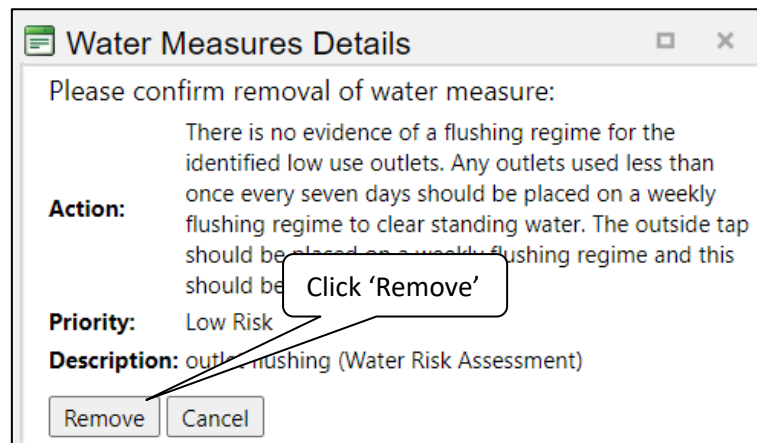 Water Measures Details
Please confirm removal of water measure:
There is no evidence of a flushing regime for the
identified low use outlets. Any outlets used less than
once every seven days should be placed on a weekly
Action:
flushing regime to clear standing water. The outside tap
should be placed on a weekly flushing regime and this
should be
Click ‘Remove’
Priority: Low Risk
Description: outlet flushing (Water Risk Assessment)
Remove Cancel